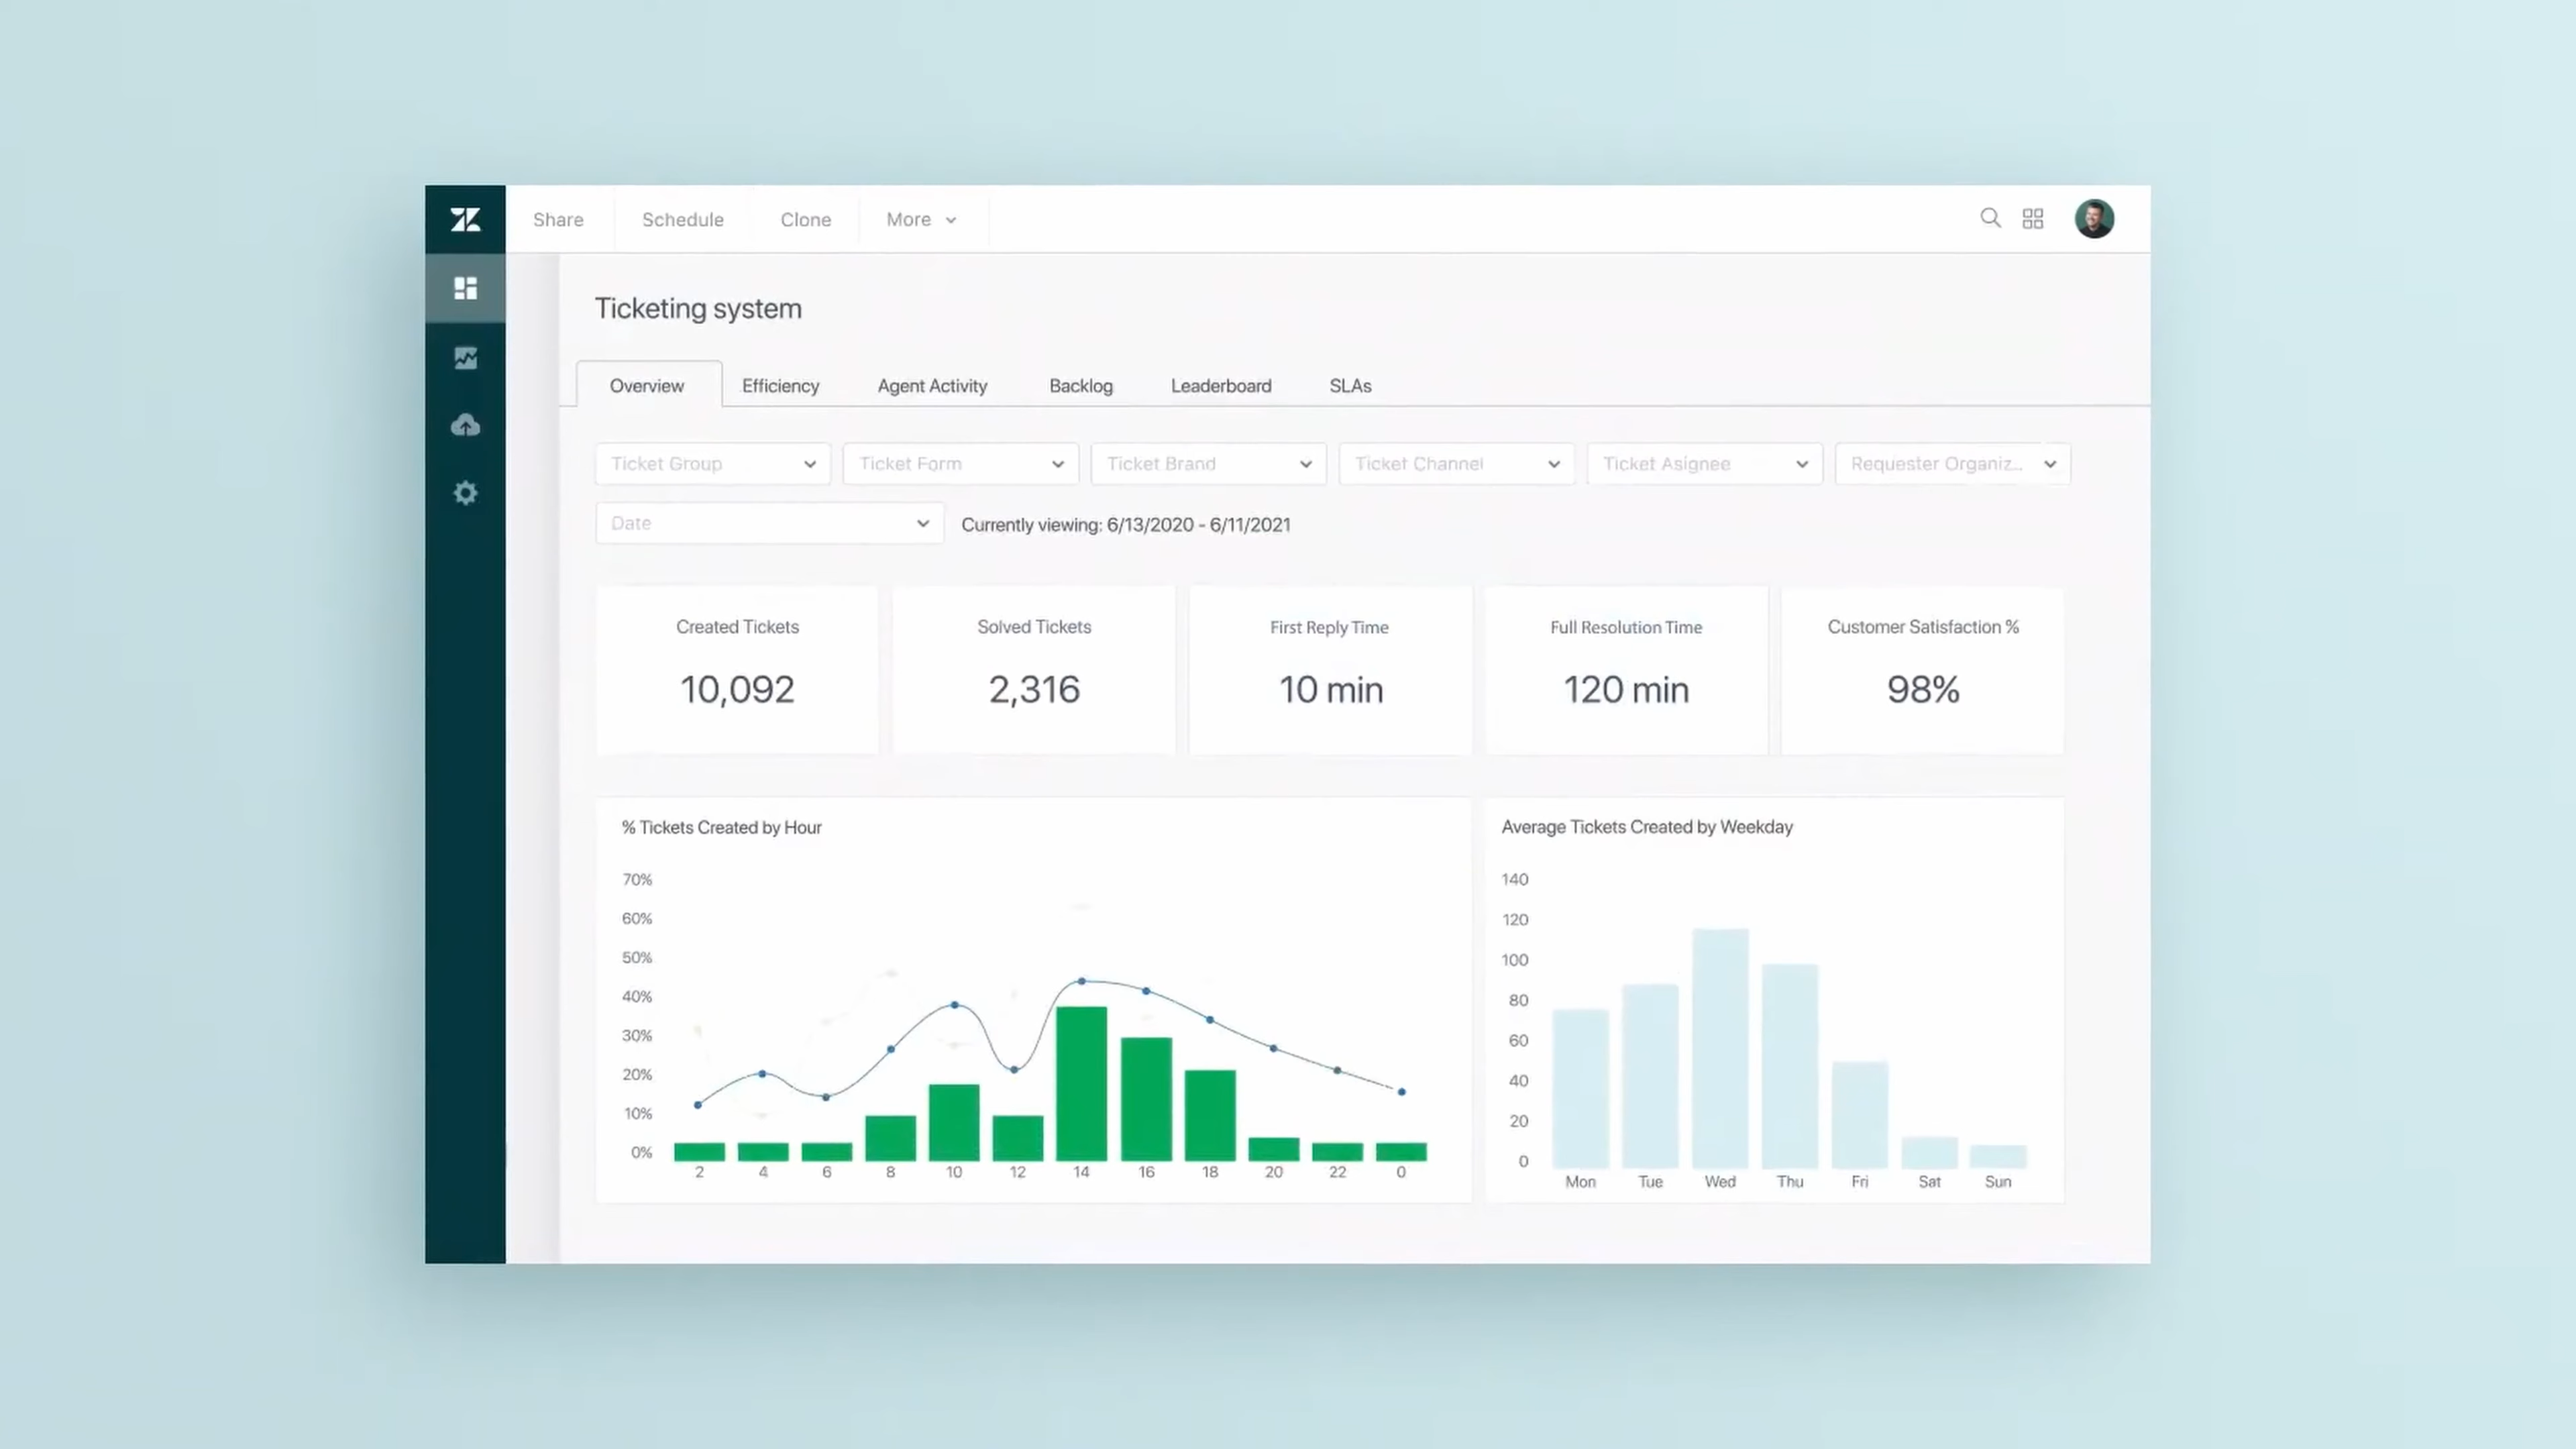 Share Schedule Clone More
Ticketing system
Overview Efficiency Agent Activity Backlog Leaderboard SLAs
Ticket Group Ticket Form Ticket Brand Ticket Channel Ticket Asignee Requester Organiz...
Date Currently viewing: 6/13/2020 - 6/11/2021
Created Tickets Solved Tickets First Reply Time Full Resolution Time Customer Satisfaction %
10,092 2,316 10 min 120 min 98%
% Tickets Created by Hour
70%
60%
50%
40%
30%
20%
10%
0%
2 4 6 8 10 12 14 16 18 20 22 0
Average Tickets Created by Weekday
140
120
100
80
60
40
20
0
Mon Tue Wed Thu Fri Sat Sun